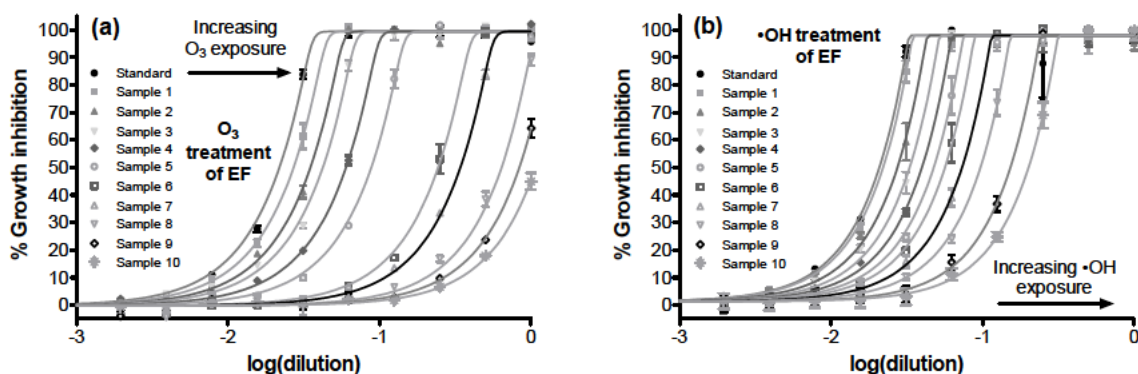 (a)
Increasing
O₃ exposure
O₃
treatment
of EF
Standard
Sample 1
Sample 2
Sample 3
Sample 4
Sample 5
Sample 6
Sample 7
Sample 8
Sample 9
Sample 10
% Growth inhibition
100
90
80
70
60
50
40
30
20
10
0
-3
-2
-1
0
log(dilution)
(b)
•OH treatment
of EF
Standard
Sample 1
Sample 2
Sample 3
Sample 4
Sample 5
Sample 6
Sample 7
Sample 8
Sample 9
Sample 10
Increasing •OH
exposure
% Growth inhibition
100
90
80
70
60
50
40
30
20
10
0
-3
-2
-1
0
log(dilution)